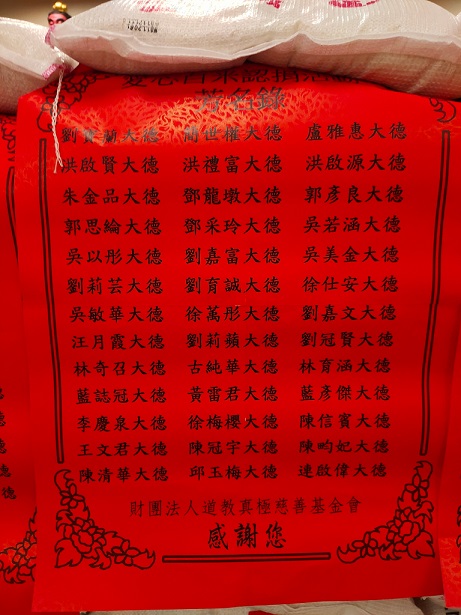 芳名錄
劉寶蘭大德 周世權大德 盧雅惠大德
洪啟賢大德 洪禮富大德 洪啟源大德
朱金品大德 鄧龍墩大德 郭彥良大德
郭思綸大德 鄧采玲大德 吳若涵大德
吳以彤大德 劉嘉富大德 吳美金大德
劉莉芸大德 劉育誠大德 徐仕安大德
吳敏華大德 徐萬彤大德 劉嘉文大德
汪月霞大德 劉莉蘋大德 劉冠賢大德
林奇召大德 古純華大德 林育涵大德
藍誌冠大德 黃雷君大德 藍彥傑大德
李慶泉大德 徐梅櫻大德 陳信賓大德
王文君大德 陳冠宇大德 陳畇妃大德
陳清華大德 邱玉梅大德 連啟偉大德
財團法人道教真極慈善基金會
感謝您